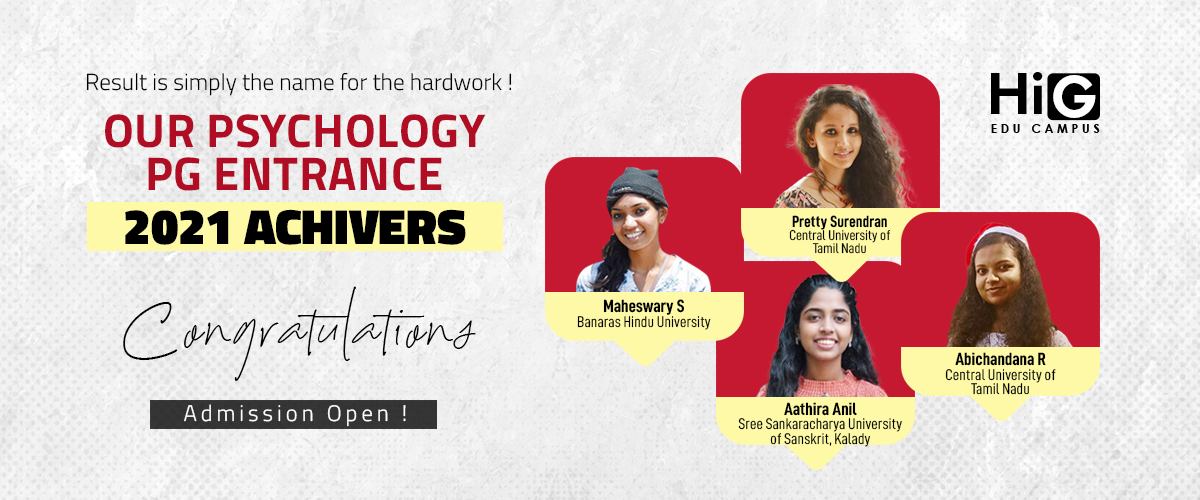 Result is simply the name for the hardwork !
OUR PSYCHOLOGY
PG ENTRANCE
2021 ACHIVERS
Congratulations
Admission Open !
Maheswary S
Banaras Hindu University
Pretty Surendran
Central University of
Tamil Nadu
Aathira Anil
Sree Sankaracharya University
of Sanskrit, Kalady
Abichandana R
Central University of
Tamil Nadu
HiG
EDU CAMPUS